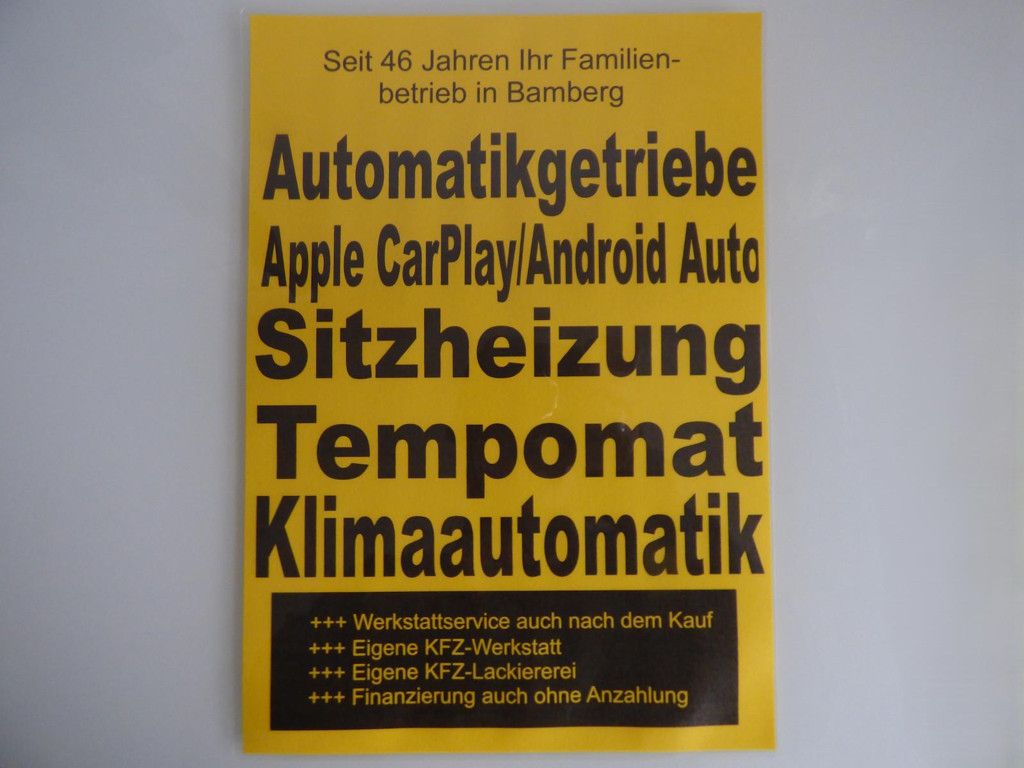 Seit 46 Jahren Ihr Familien-
betrieb in Bamberg
Automatikgetriebe
Apple CarPlay/Android Auto
Sitzheizung
Tempomat
Klimaautomatik
+++ Werkstattservice auch nach dem Kauf
+++ Eigene KFZ-Werkstatt
+++ Eigene KFZ-Lackiererei
+++ Finanzierung auch ohne Anzahlung